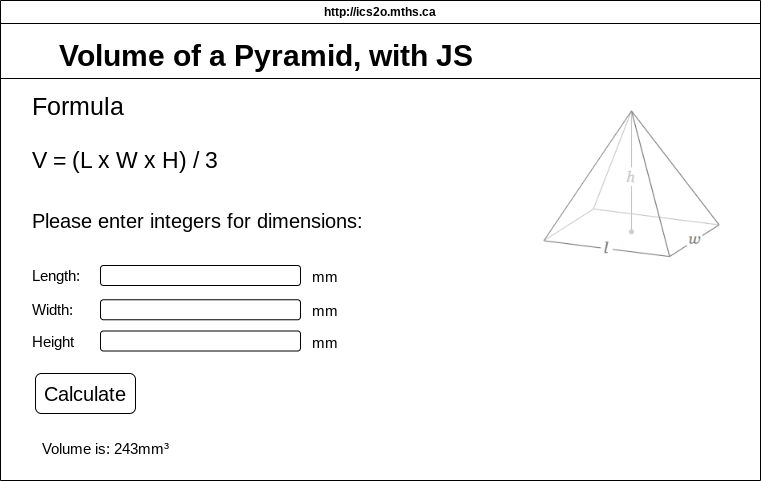 http://ics2o.mths.ca
Volume of a Pyramid, with JS
Formula
V = (L x W x H) / 3
h
Please enter integers for dimensions:
w
l
Length: mm
Width: mm
Height mm
Calculate
Volume is: 243mm³